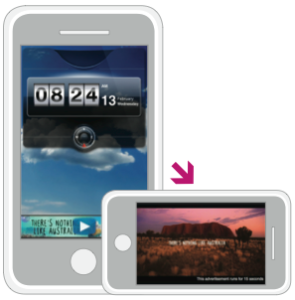 08 24
13
February
Wednesday
THERE'S NOTHING
LIKE AUSTRALIA
THERE'S NOTHING LIKE AUSTRALIA
This advertisement runs for 15 seconds